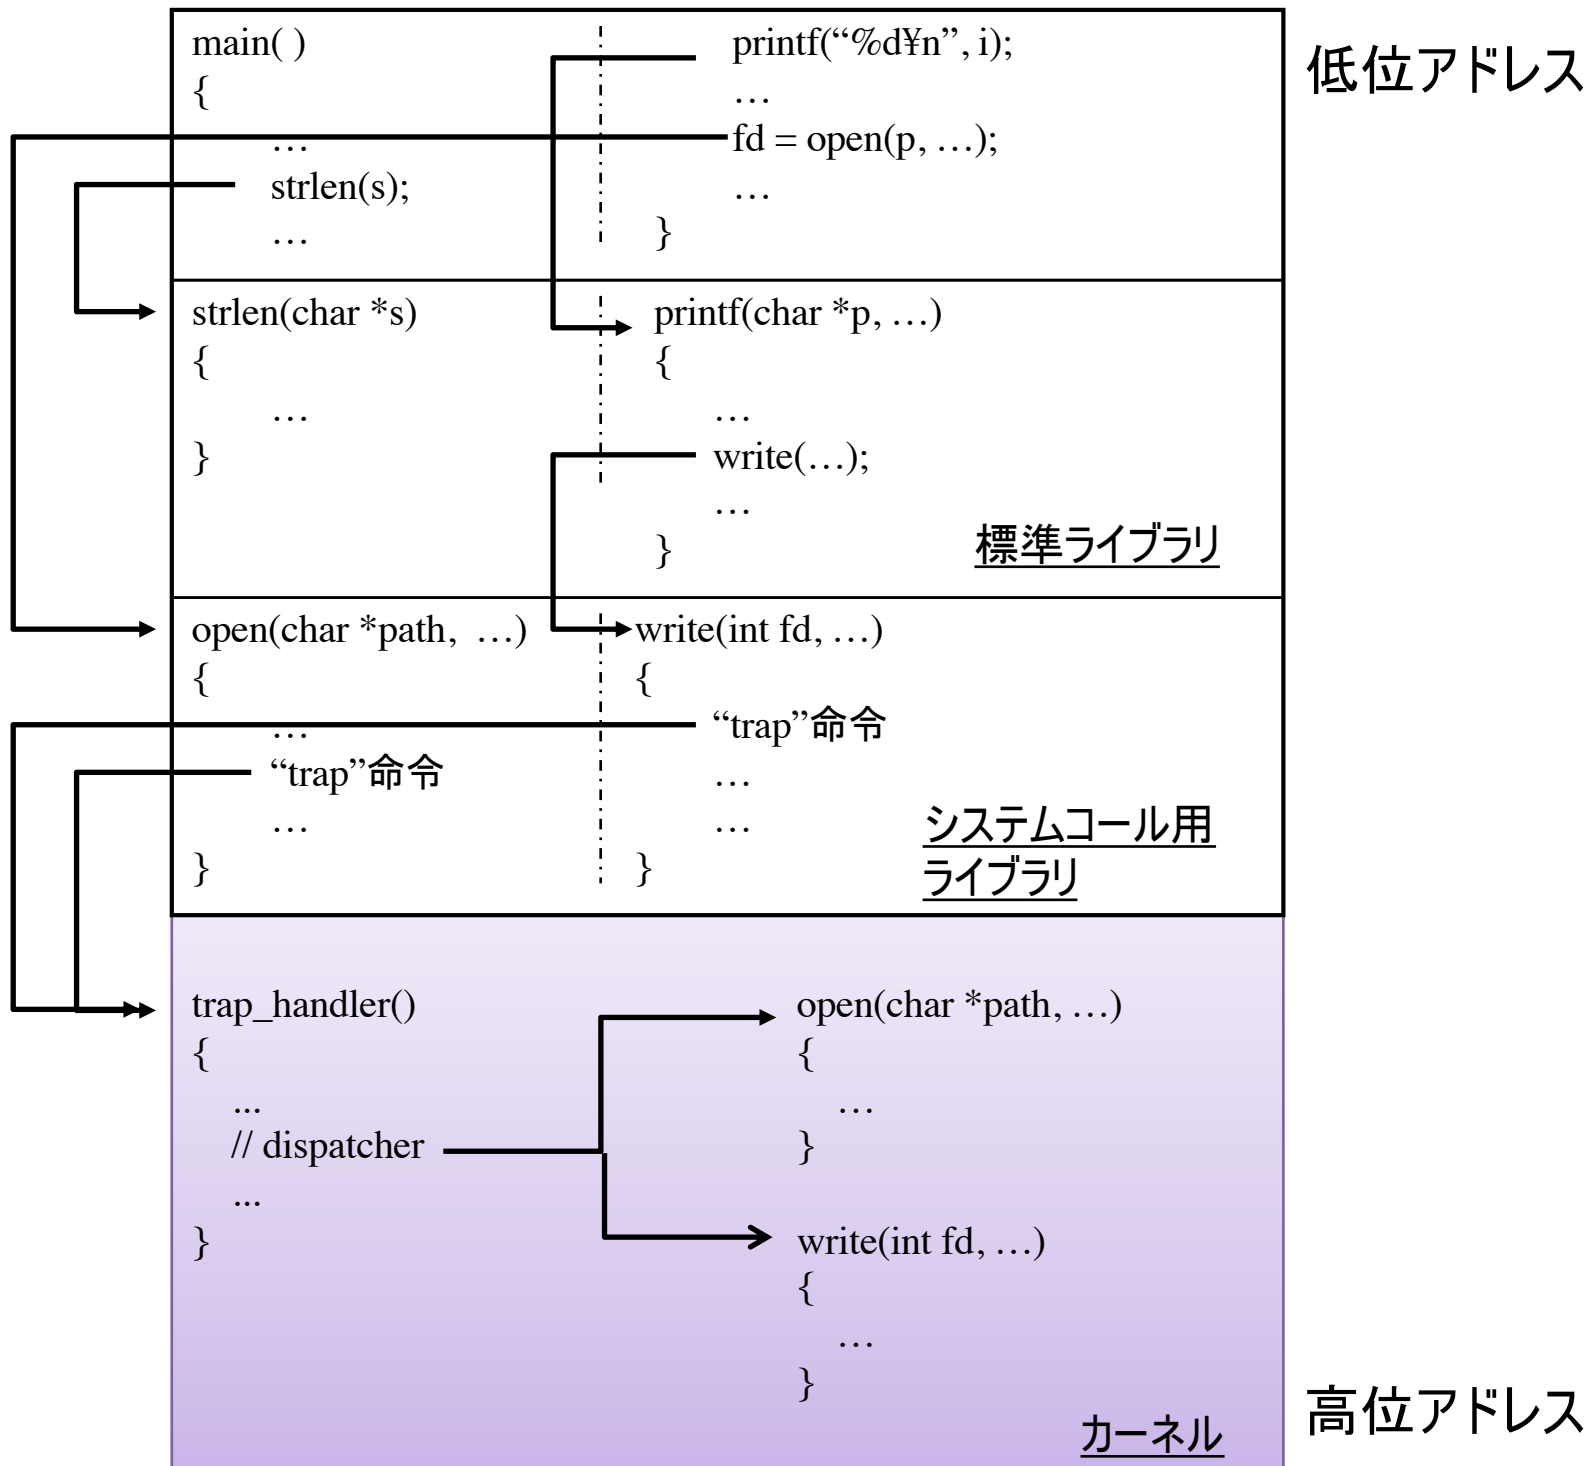 main( )
{
…
strlen(s);
…
printf(“%d¥n”, i);
…
fd = open(p, …);
…
}
低位アドレス
strlen(char *s)
{
…
}
printf(char *p, …)
{
…
write(…);
…
}
標準ライブラリ
open(char *path, …)
{
…
“trap”命令
…
}
write(int fd, …)
{
“trap”命令
…
…
}
システムコール用
ライブラリ
trap_handler()
{
...
// dispatcher
...
}
open(char *path, …)
{
…
}
write(int fd, …)
{
…
}
カーネル
高位アドレス